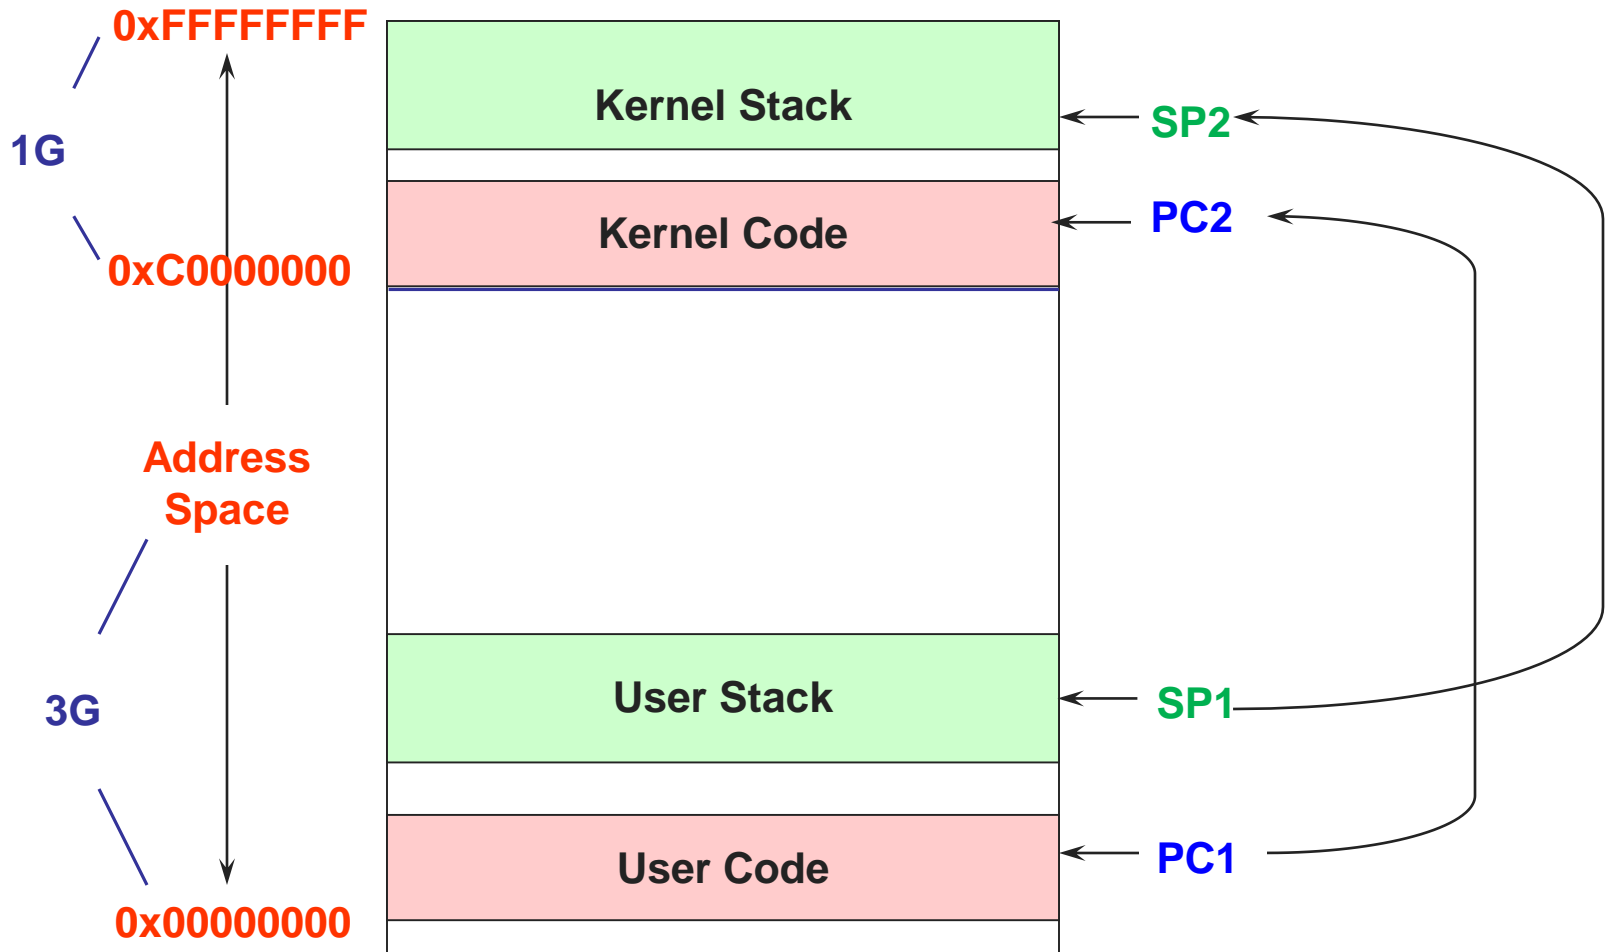 0xFFFFFFFF
Kernel Stack
SP2
1G
Kernel Code
PC2
0xC0000000
Address
Space
User Stack
SP1
3G
User Code
PC1
0x00000000